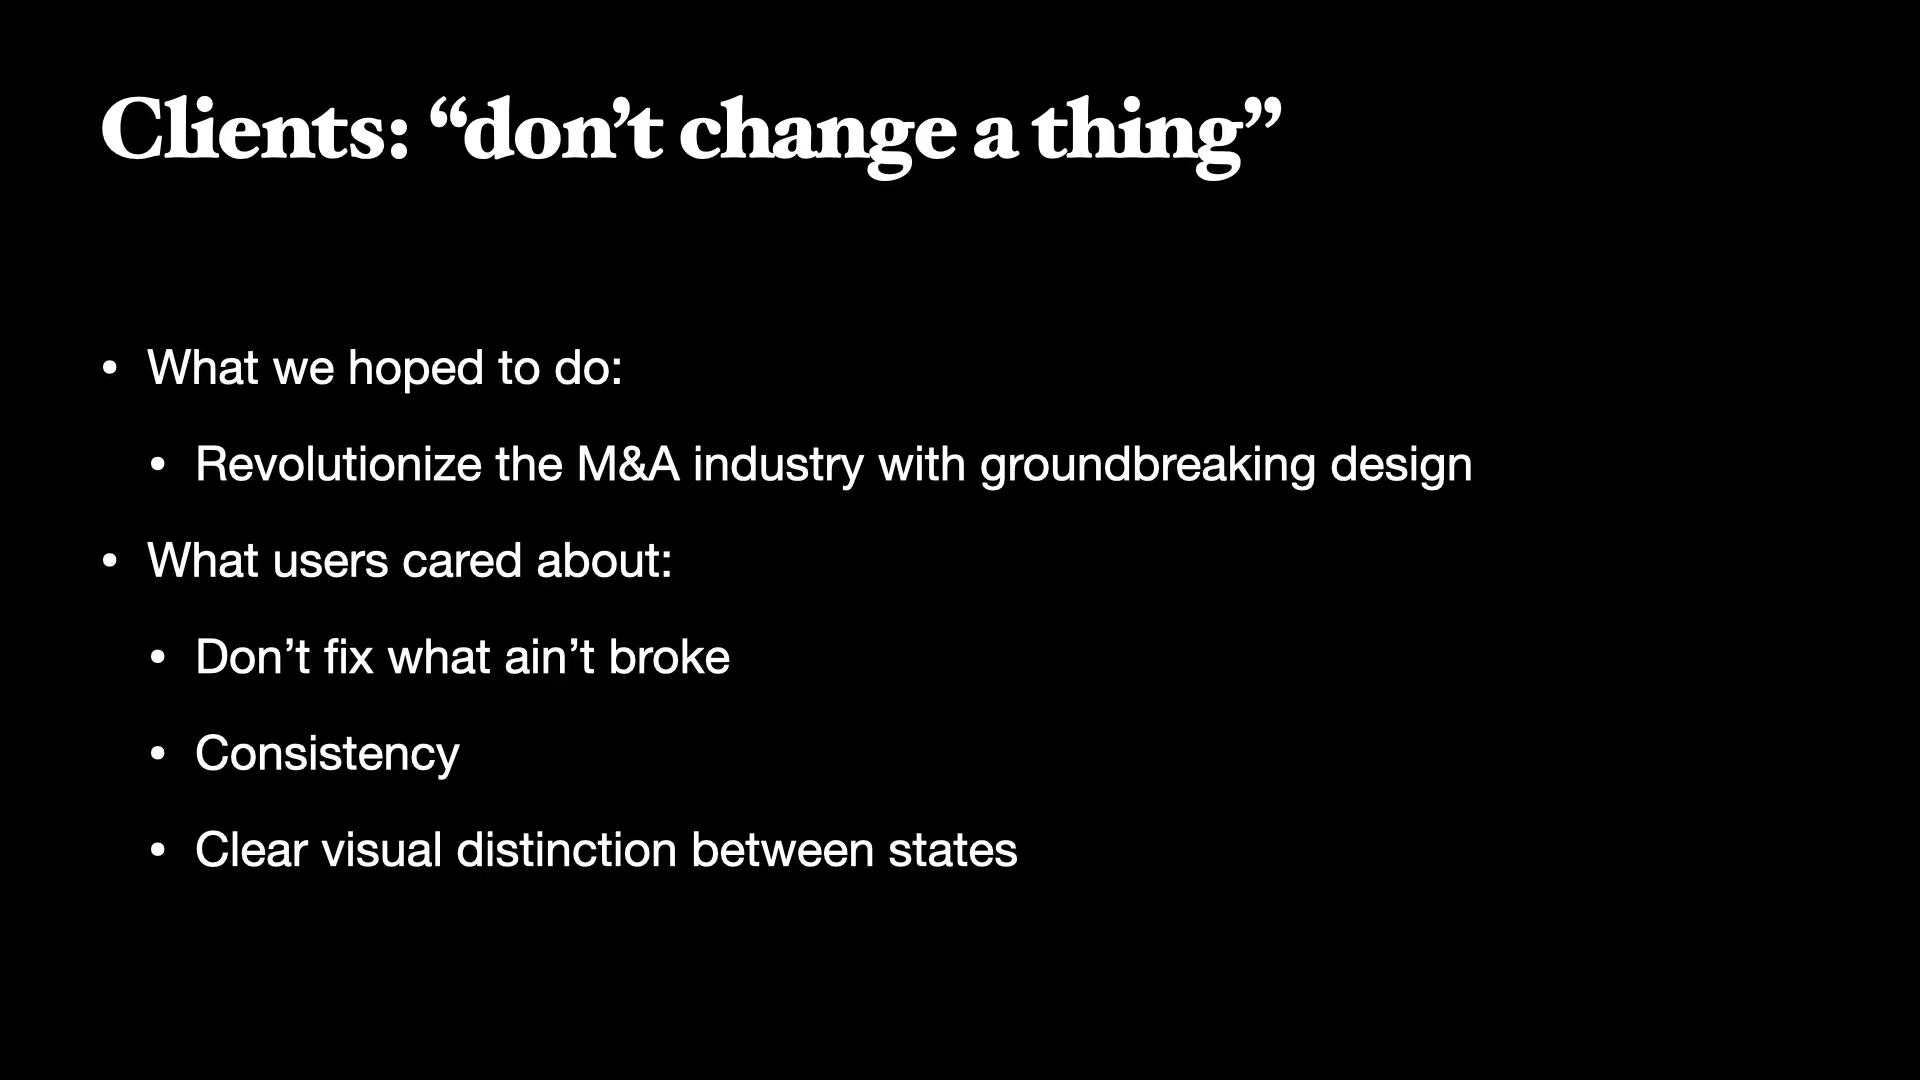 Clients: “don’t change a thing”
• What we hoped to do:
• Revolutionize the M&A industry with groundbreaking design
• What users cared about:
• Don’t fix what ain’t broke
• Consistency
• Clear visual distinction between states